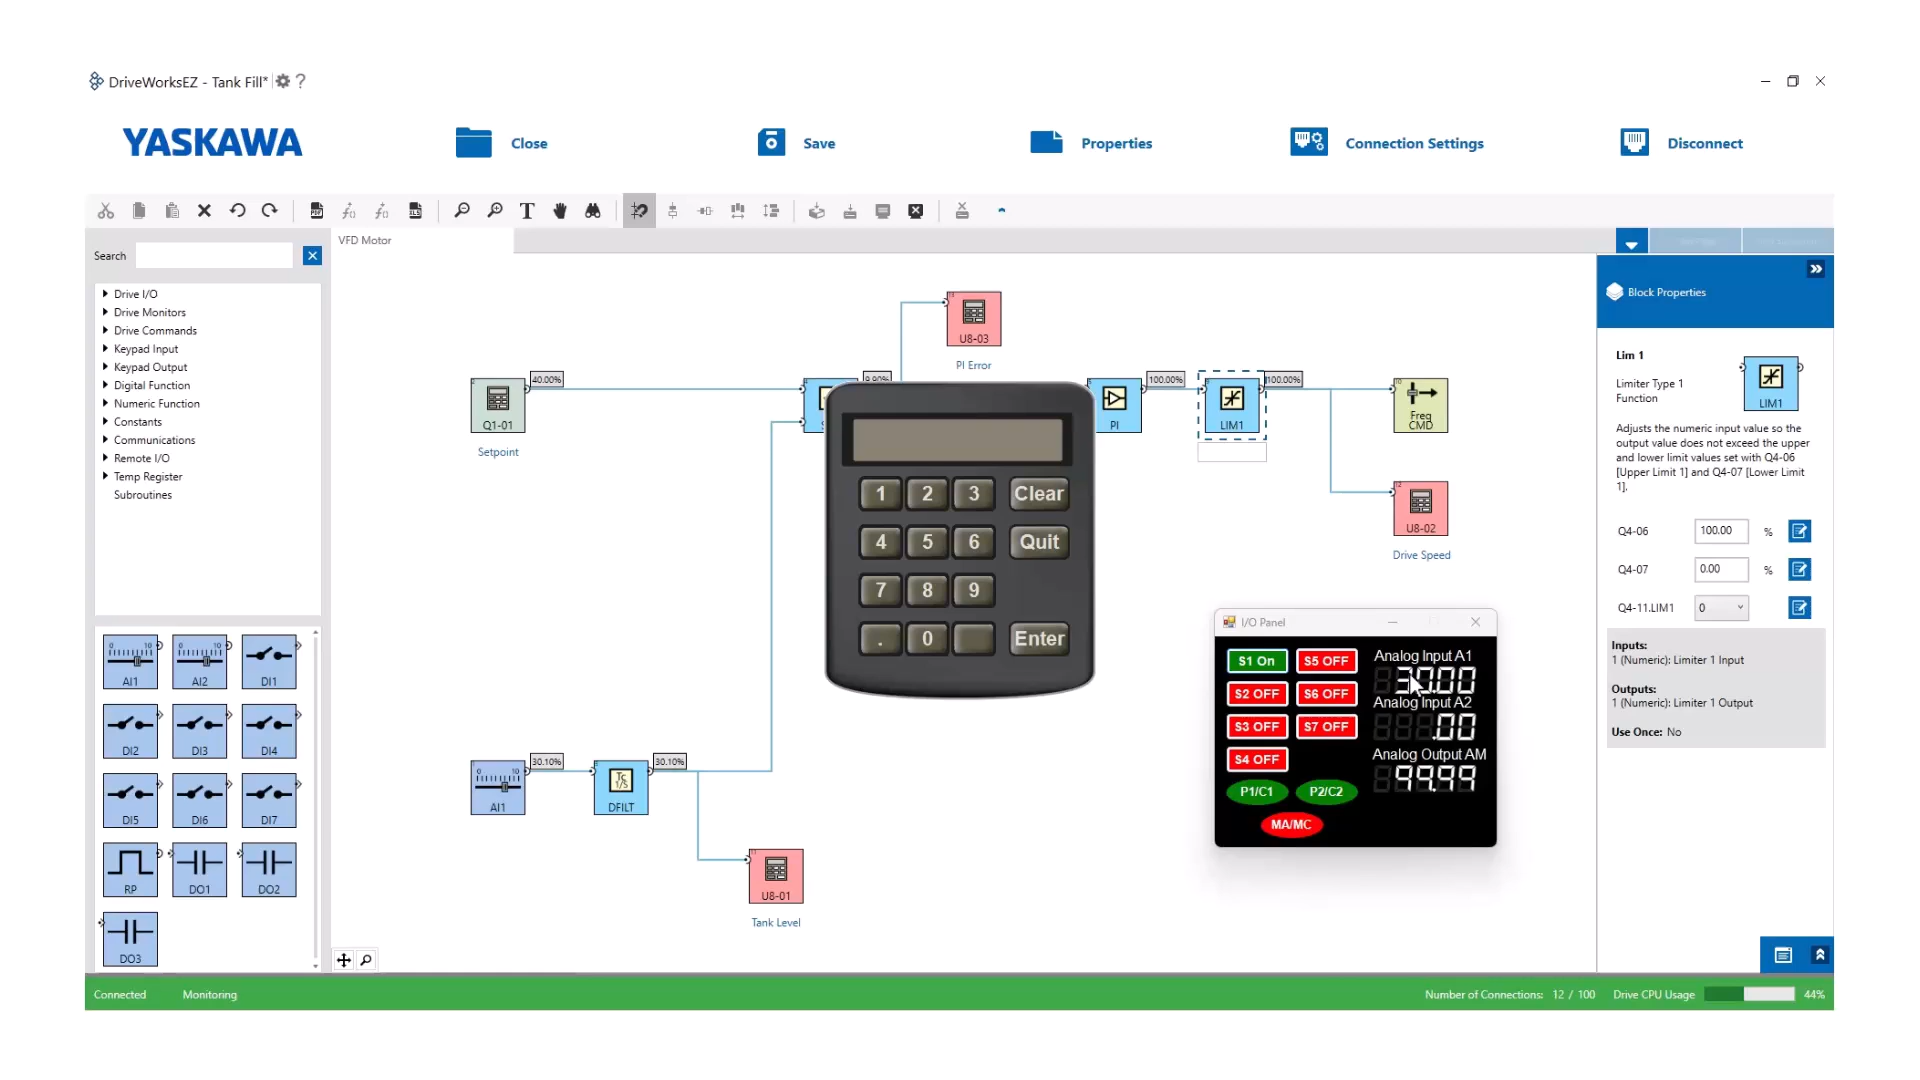 DriveWorksEZ - Tank Fill*
?
YASKAWA
Close
Save
Properties
Connection Settings
Disconnect
VFD Motor
Search
Drive I/O
Drive Monitors
Drive Commands
Keypad Input
Keypad Output
Digital Function
Numeric Function
Constants
Communications
Remote I/O
Temp Register
Subroutines
AI1
AI2
DI1
DI2
DI3
DI4
DI5
DI6
DI7
RP
DO1
DO2
DO3
U8-03
PI Error
40.00%
Q1-01
Setpoint
9.90%
100.00%
PI
100.00%
LIM1
Freq
CMD
U8-02
Drive Speed
30.10%
AI1
30.10%
Tc
1/S
DFILT
U8-01
Tank Level
1 2 3 Clear
4 5 6 Quit
7 8 9
. 0 Enter
I/O Panel
S1 On S5 OFF
S2 OFF S6 OFF
S3 OFF S7 OFF
S4 OFF
P1/C1 P2/C2
MA/MC
Analog Input A1
Analog Input A2
.00
Analog Output AM
99.99
Block Properties
Lim 1
Limiter Type 1
Function
LIM1
Adjusts the numeric input value so the
output value does not exceed the upper
and lower limit values set with Q4-06
[Upper Limit 1] and Q4-07 [Lower Limit
1].
Q4-06 100.00 %
Q4-07 0.00 %
Q4-11.LIM1 0
Inputs:
1 (Numeric): Limiter 1 Input
Outputs:
1 (Numeric): Limiter 1 Output
Use Once: No
Connected
Monitoring
Number of Connections: 12 / 100
Drive CPU Usage
44%